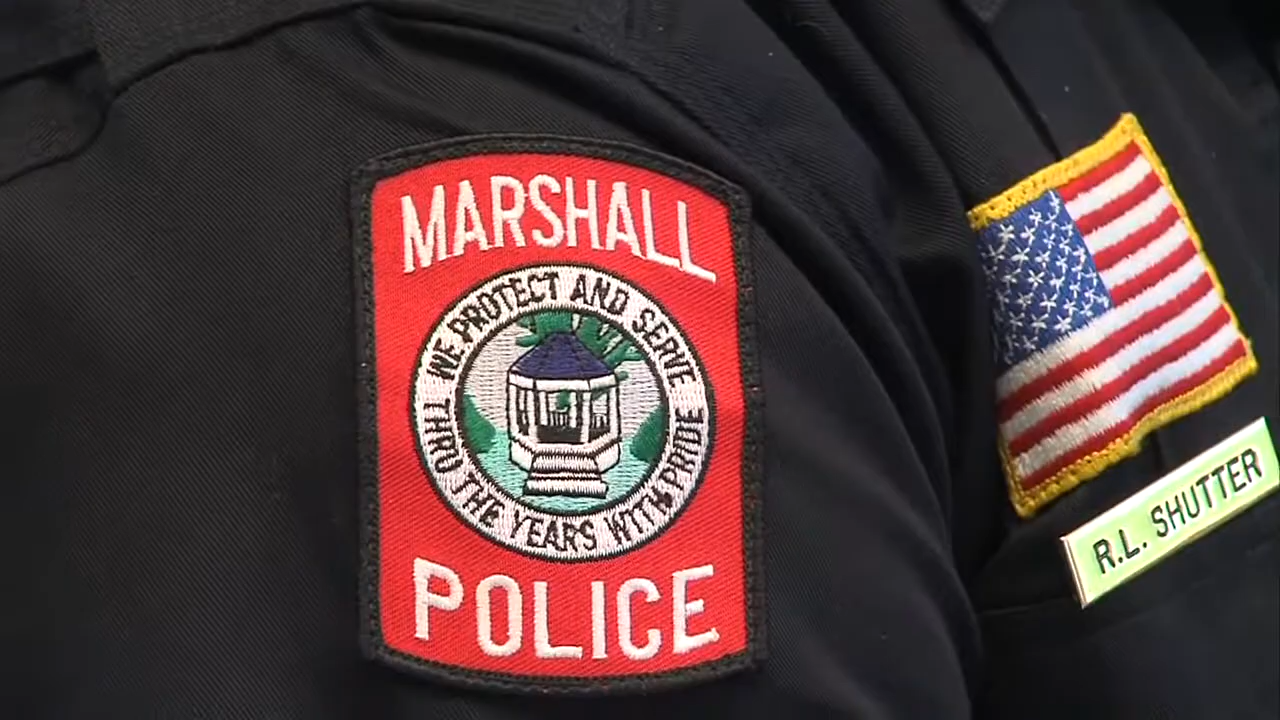 MARSHALL
WE PROTECT AND SERVE
THRO THE YEARS WITH PRIDE
POLICE
R.L. SHUTTER